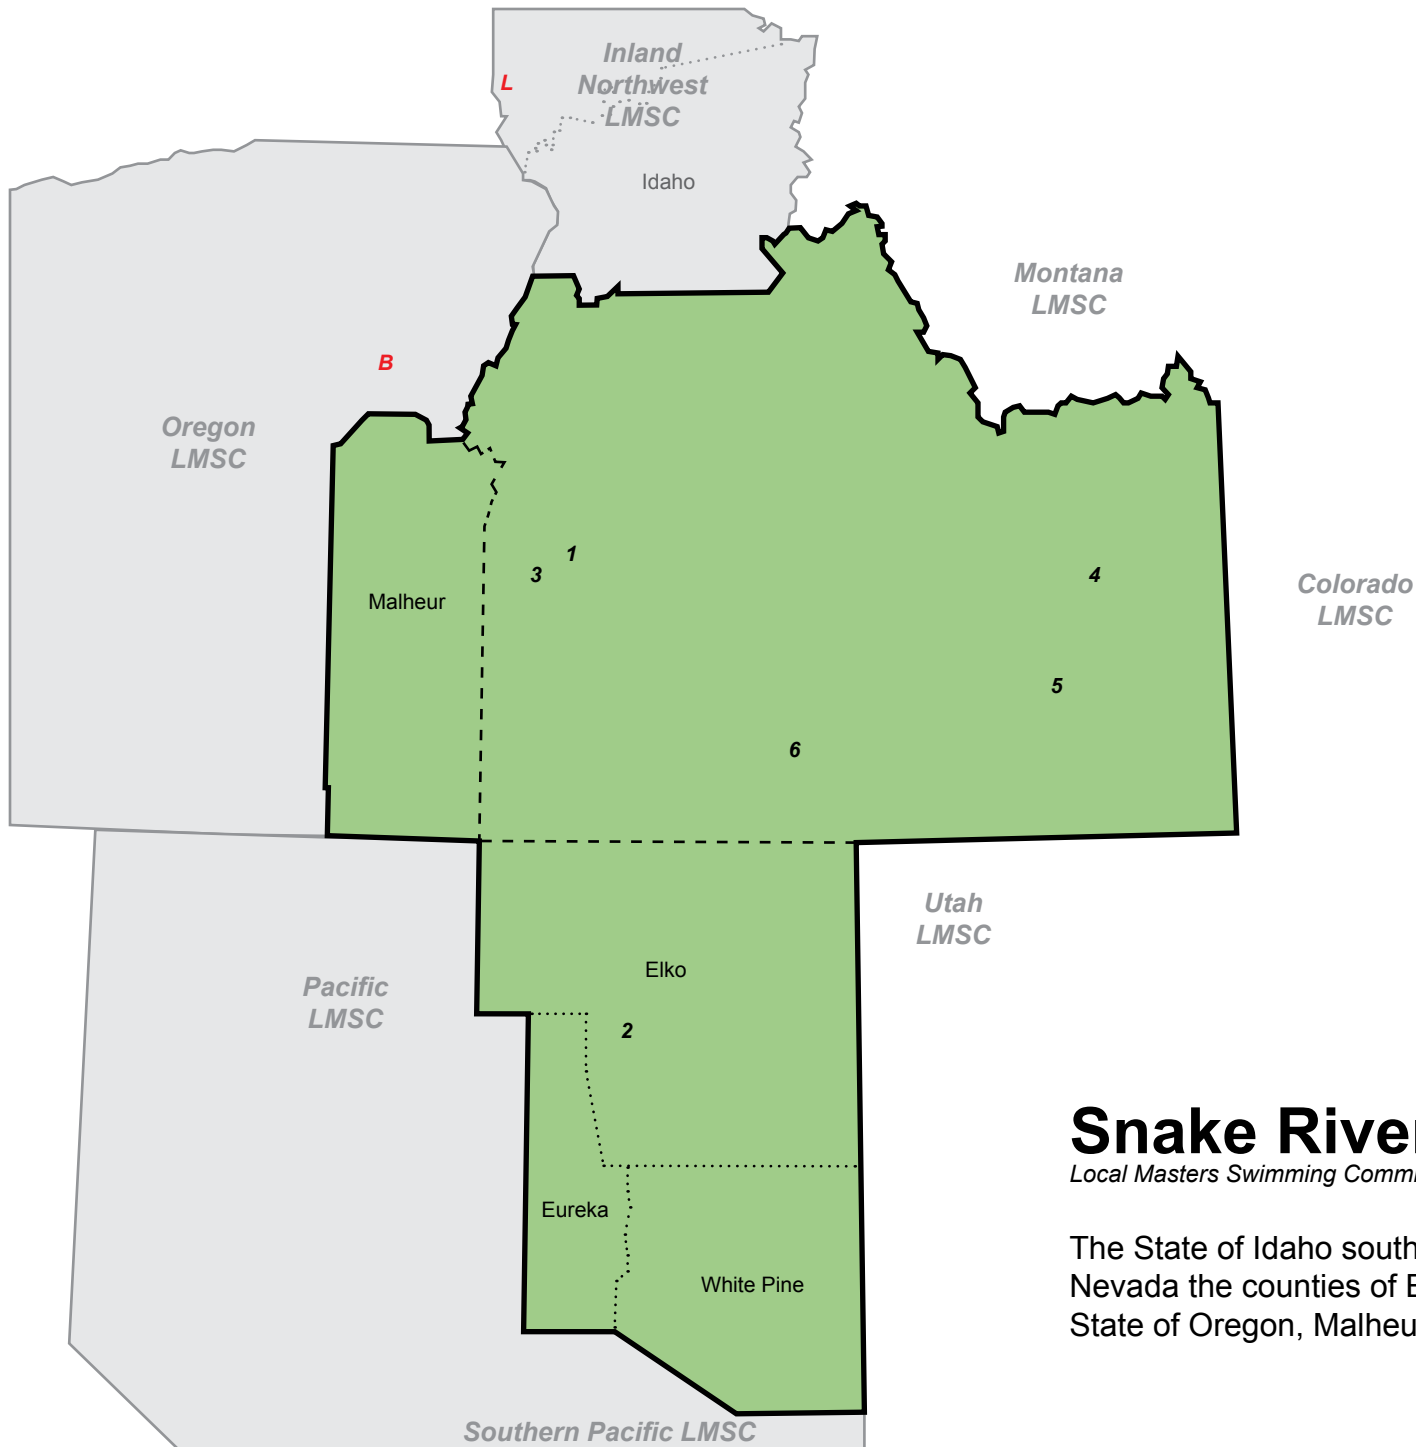 Inland
Northwest
LMSC
L
Idaho
Montana
LMSC
B
Oregon
LMSC
1
3
4
Malheur
Colorado
LMSC
5
6
Utah
LMSC
Elko
Pacific
LMSC
2
Snake River
Local Masters Swimming Comm
Eureka
The State of Idaho south
White Pine
Nevada the counties of E
State of Oregon, Malheu
Southern Pacific LMSC